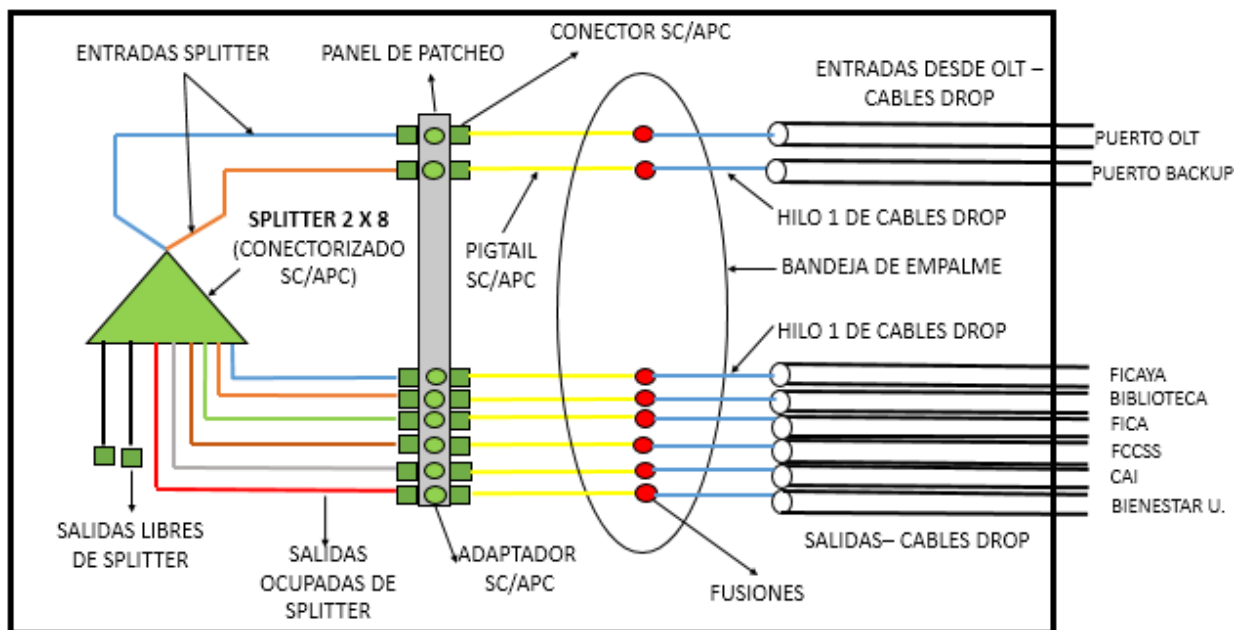 CONECTOR SC/APC
ENTRADAS SPLITTER
PANEL DE PATCHEO
ENTRADAS DESDE OLT –
CABLES DROP
PUERTO OLT
PUERTO BACKUP
SPLITTER 2 X 8
(CONECTORIZADO
SC/APC)
PIGTAIL
SC/APC
HILO 1 DE CABLES DROP
BANDEJA DE EMPALME
HILO 1 DE CABLES DROP
FICAYA
BIBLIOTECA
FICA
FCCSS
CAI
BIENESTAR U.
SALIDAS LIBRES
DE SPLITTER
SALIDAS
OCUPADAS DE
SPLITTER
ADAPTADOR
SC/APC
SALIDAS– CABLES DROP
FUSIONES